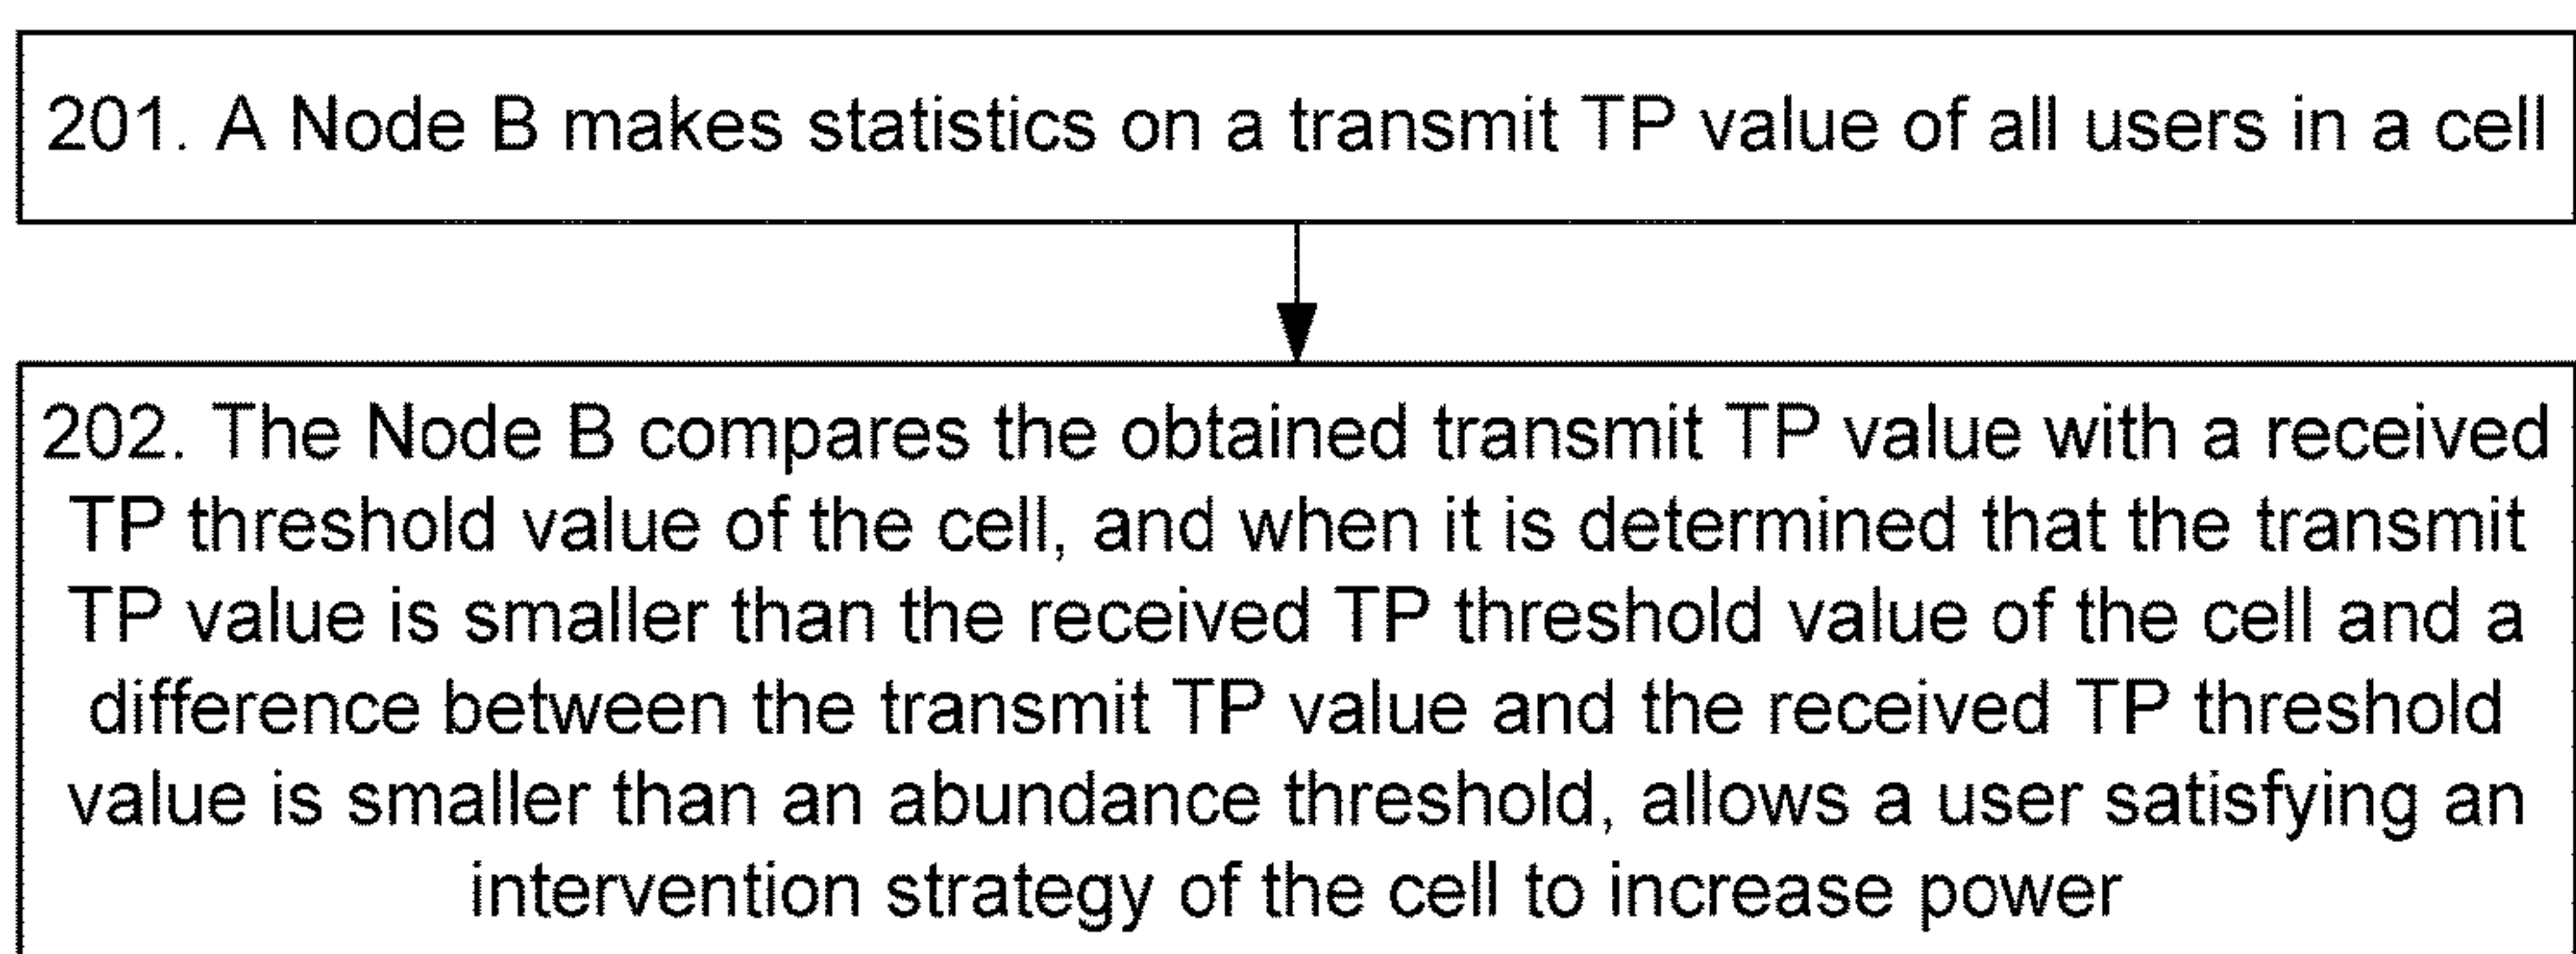 201. A Node B makes statistics on a transmit TP value of all users in a cell
202. The Node B compares the obtained transmit TP value with a received
TP threshold value of the cell, and when it is determined that the transmit
TP value is smaller than the received TP threshold value of the cell and a
difference between the transmit TP value and the received TP threshold
value is smaller than an abundance threshold, allows a user satisfying an
intervention strategy of the cell to increase power